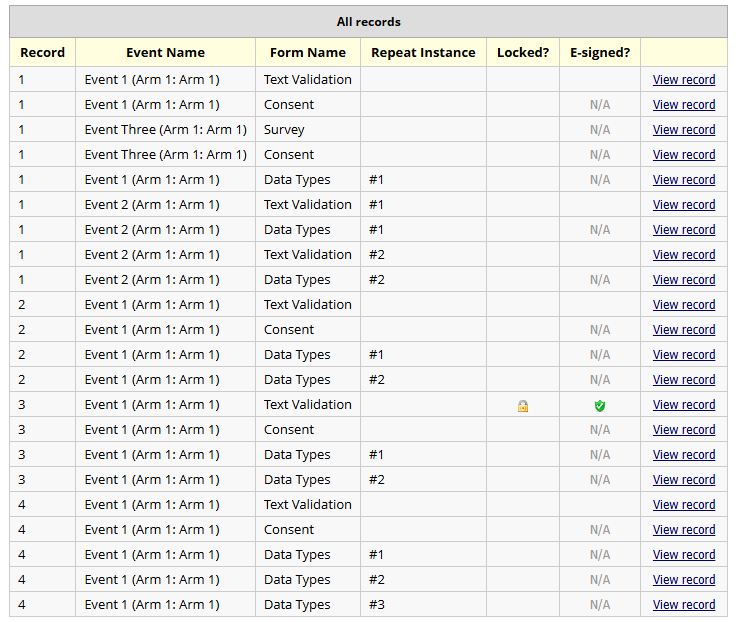 All records
Record Event Name Form Name Repeat Instance Locked? E-signed?
1 Event 1 (Arm 1: Arm 1) Text Validation View record
1 Event 1 (Arm 1: Arm 1) Consent N/A View record
1 Event Three (Arm 1: Arm 1) Survey N/A View record
1 Event Three (Arm 1: Arm 1) Consent N/A View record
1 Event 1 (Arm 1: Arm 1) Data Types #1 N/A View record
1 Event 2 (Arm 1: Arm 1) Text Validation #1 View record
1 Event 2 (Arm 1: Arm 1) Data Types #1 N/A View record
1 Event 2 (Arm 1: Arm 1) Text Validation #2 View record
1 Event 2 (Arm 1: Arm 1) Data Types #2 N/A View record
2 Event 1 (Arm 1: Arm 1) Text Validation View record
2 Event 1 (Arm 1: Arm 1) Consent N/A View record
2 Event 1 (Arm 1: Arm 1) Data Types #1 N/A View record
2 Event 1 (Arm 1: Arm 1) Data Types #2 N/A View record
3 Event 1 (Arm 1: Arm 1) Text Validation View record
3 Event 1 (Arm 1: Arm 1) Consent N/A View record
3 Event 1 (Arm 1: Arm 1) Data Types #1 N/A View record
3 Event 1 (Arm 1: Arm 1) Data Types #2 N/A View record
4 Event 1 (Arm 1: Arm 1) Text Validation View record
4 Event 1 (Arm 1: Arm 1) Consent N/A View record
4 Event 1 (Arm 1: Arm 1) Data Types #1 N/A View record
4 Event 1 (Arm 1: Arm 1) Data Types #2 N/A View record
4 Event 1 (Arm 1: Arm 1) Data Types #3 N/A View record